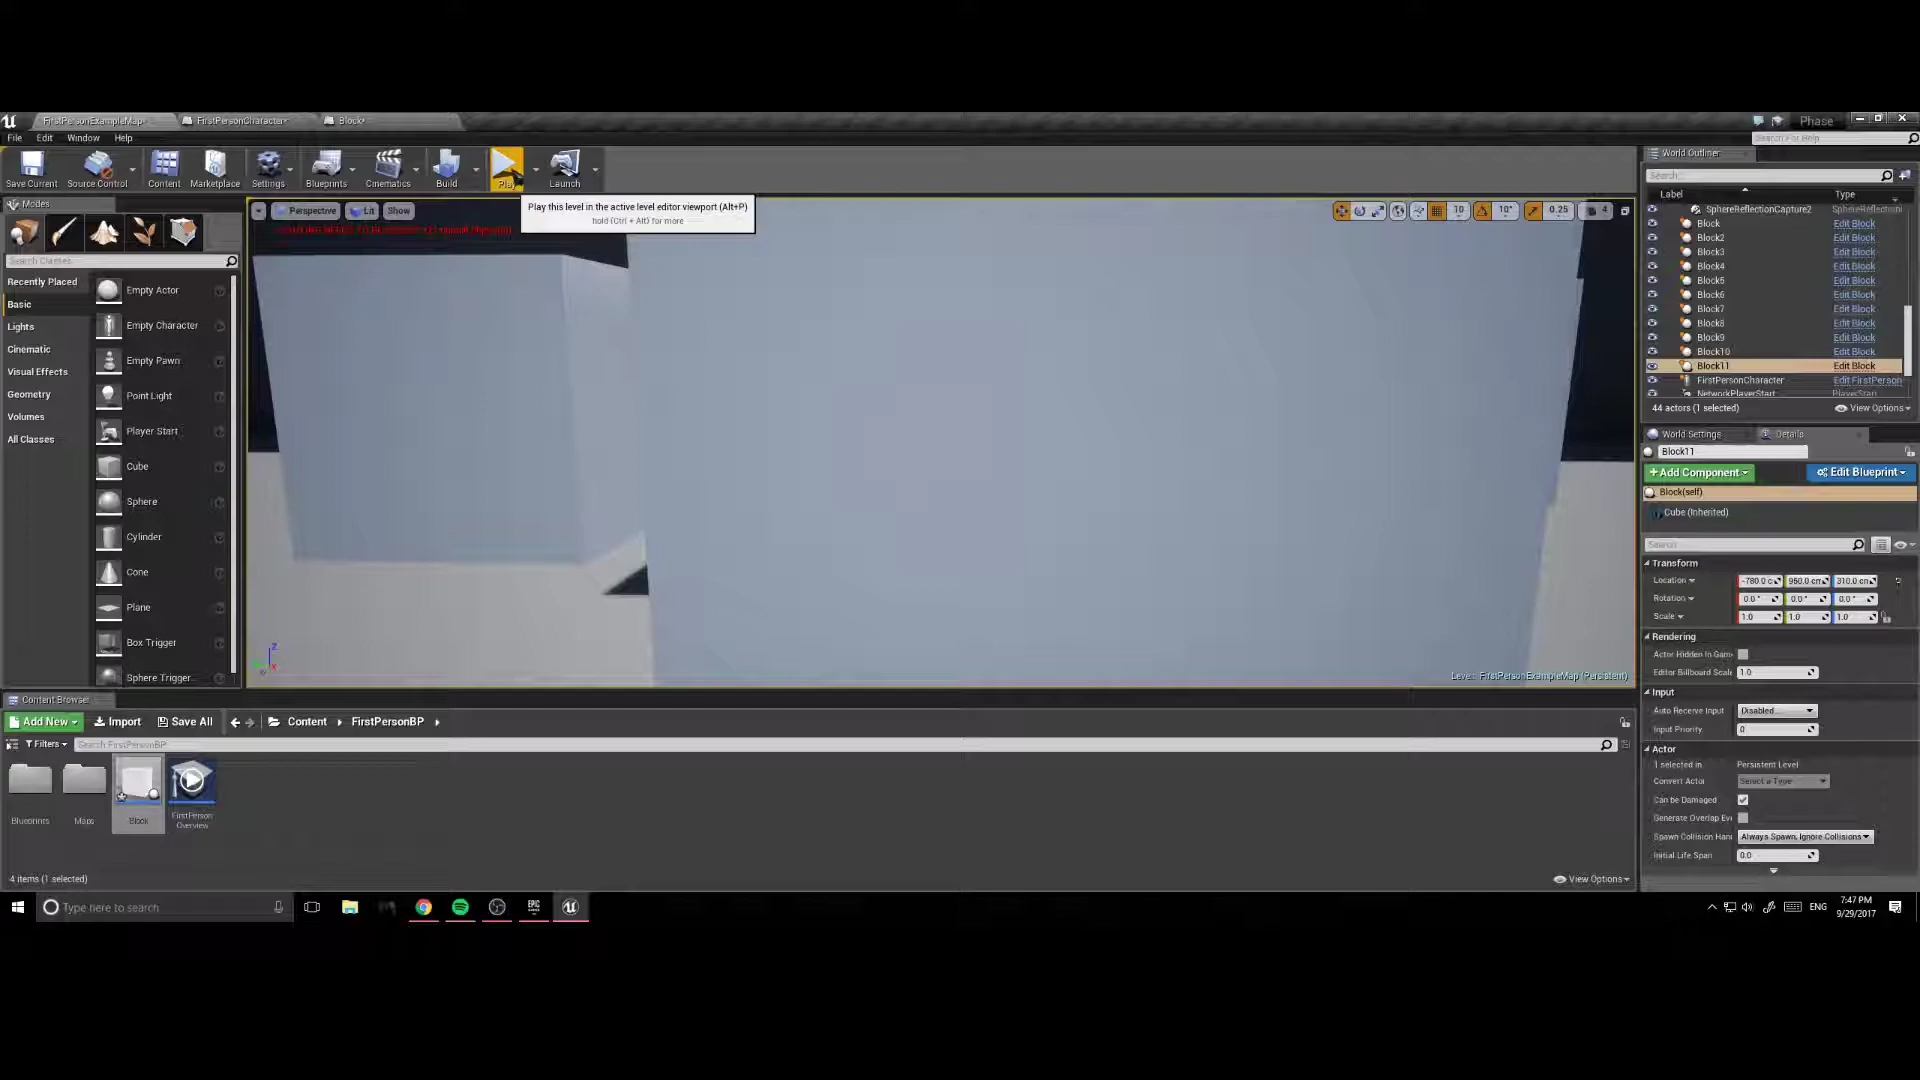 FirstPersonExampleMap
FirstPersonCharacter*
Block*
Phase
File Edit Window Help
Search For Help
Save Current
Source Control
Content
Marketplace
Settings
Blueprints
Cinematics
Build
Play
Launch
Play this level in the active level editor viewport (Alt+P)
hold (Ctrl + Alt) for more
Modes
Search Classes
Recently Placed
Basic
Lights
Cinematic
Visual Effects
Geometry
Volumes
All Classes
Empty Actor
Empty Character
Empty Pawn
Point Light
Player Start
Cube
Sphere
Cylinder
Cone
Plane
Box Trigger
Sphere Trigger
Perspective
Lit
Show
10
10°
0.25
4
Level: FirstPersonExampleMap (Persistent)
World Outliner
Search...
Label Type
SphereReflectionCapture2 SphereReflection
Block Edit Block
Block2 Edit Block
Block3 Edit Block
Block4 Edit Block
Block5 Edit Block
Block6 Edit Block
Block7 Edit Block
Block8 Edit Block
Block9 Edit Block
Block10 Edit Block
Block11 Edit Block
FirstPersonCharacter Edit FirstPerson
NetworkPlayerStart PlayerStart
44 actors (1 selected) View Options
World Settings Details
Block11
+Add Component Edit Blueprint
Block(self)
Cube (Inherited)
Search
Transform
Location -780.0 c 950.0 cm 310.0 cm
Rotation 0.0 ° 0.0 ° 0.0 °
Scale 1.0 1.0 1.0
Rendering
Actor Hidden In Gam
Editor Billboard Scale 1.0
Input
Auto Receive Input Disabled
Input Priority 0
Actor
1 selected in Persistent Level
Convert Actor Select a Type
Can be Damaged
Generate Overlap Eve
Spawn Collision Han Always Spawn, Ignore Collisions
Initial Life Span 0.0
Content Browser
Add New Import Save All Content FirstPersonBP
Filters Search FirstPersonBP
Blueprints
Maps
Block
FirstPerson
Overview
4 items (1 selected) View Options
Type here to search
EPIC
ENG
7:47 PM
9/29/2017